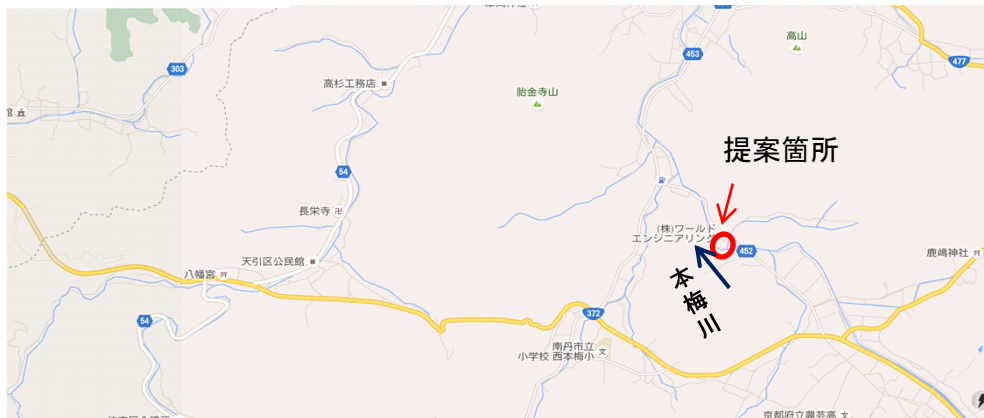 高山
453
477
303
高杉工務店
胎金寺山
提案箇所
54
長栄寺
(株)ワールド
エンジニアリング
452
鹿嶋神社
天引区公民館
八幡宮
本梅川
54
372
南丹市立
小学校 西本梅小
京都府立農芸高